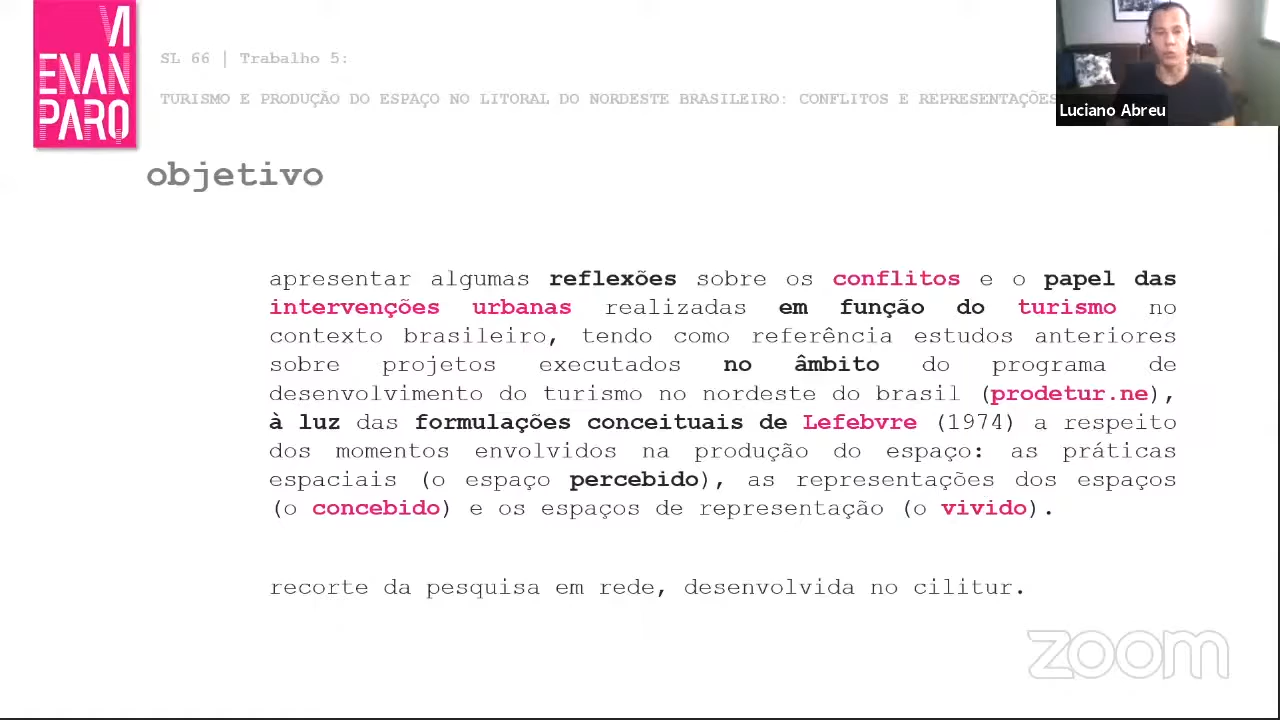 VI
ENAN
PARQ
SL 66 | Trabalho 5:
TURISMO E PRODUÇÃO DO ESPAÇO NO LITORAL DO NORDESTE BRASILEIRO: CONFLITOS E REPRESENTAÇÕES
Luciano Abreu
objetivo
apresentar algumas reflexões sobre os conflitos e o papel das
intervenções urbanas realizadas em função do turismo no
contexto brasileiro, tendo como referência estudos anteriores
sobre projetos executados no âmbito do programa de
desenvolvimento do turismo no nordeste do brasil (prodetur.ne),
à luz das formulações conceituais de Lefebvre (1974) a respeito
dos momentos envolvidos na produção do espaço: as práticas
espaciais (o espaço percebido), as representações dos espaços
(o concebido) e os espaços de representação (o vivido).
recorte da pesquisa em rede, desenvolvida no cilitur.
zoom